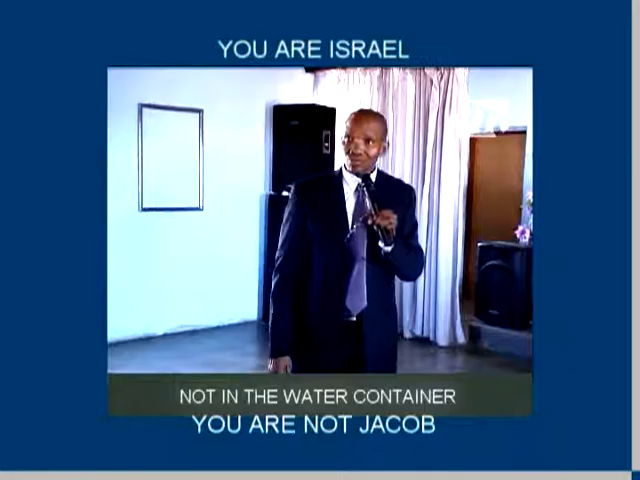 YOU ARE ISRAEL
NOT IN THE WATER CONTAINER
YOU ARE NOT JACOB